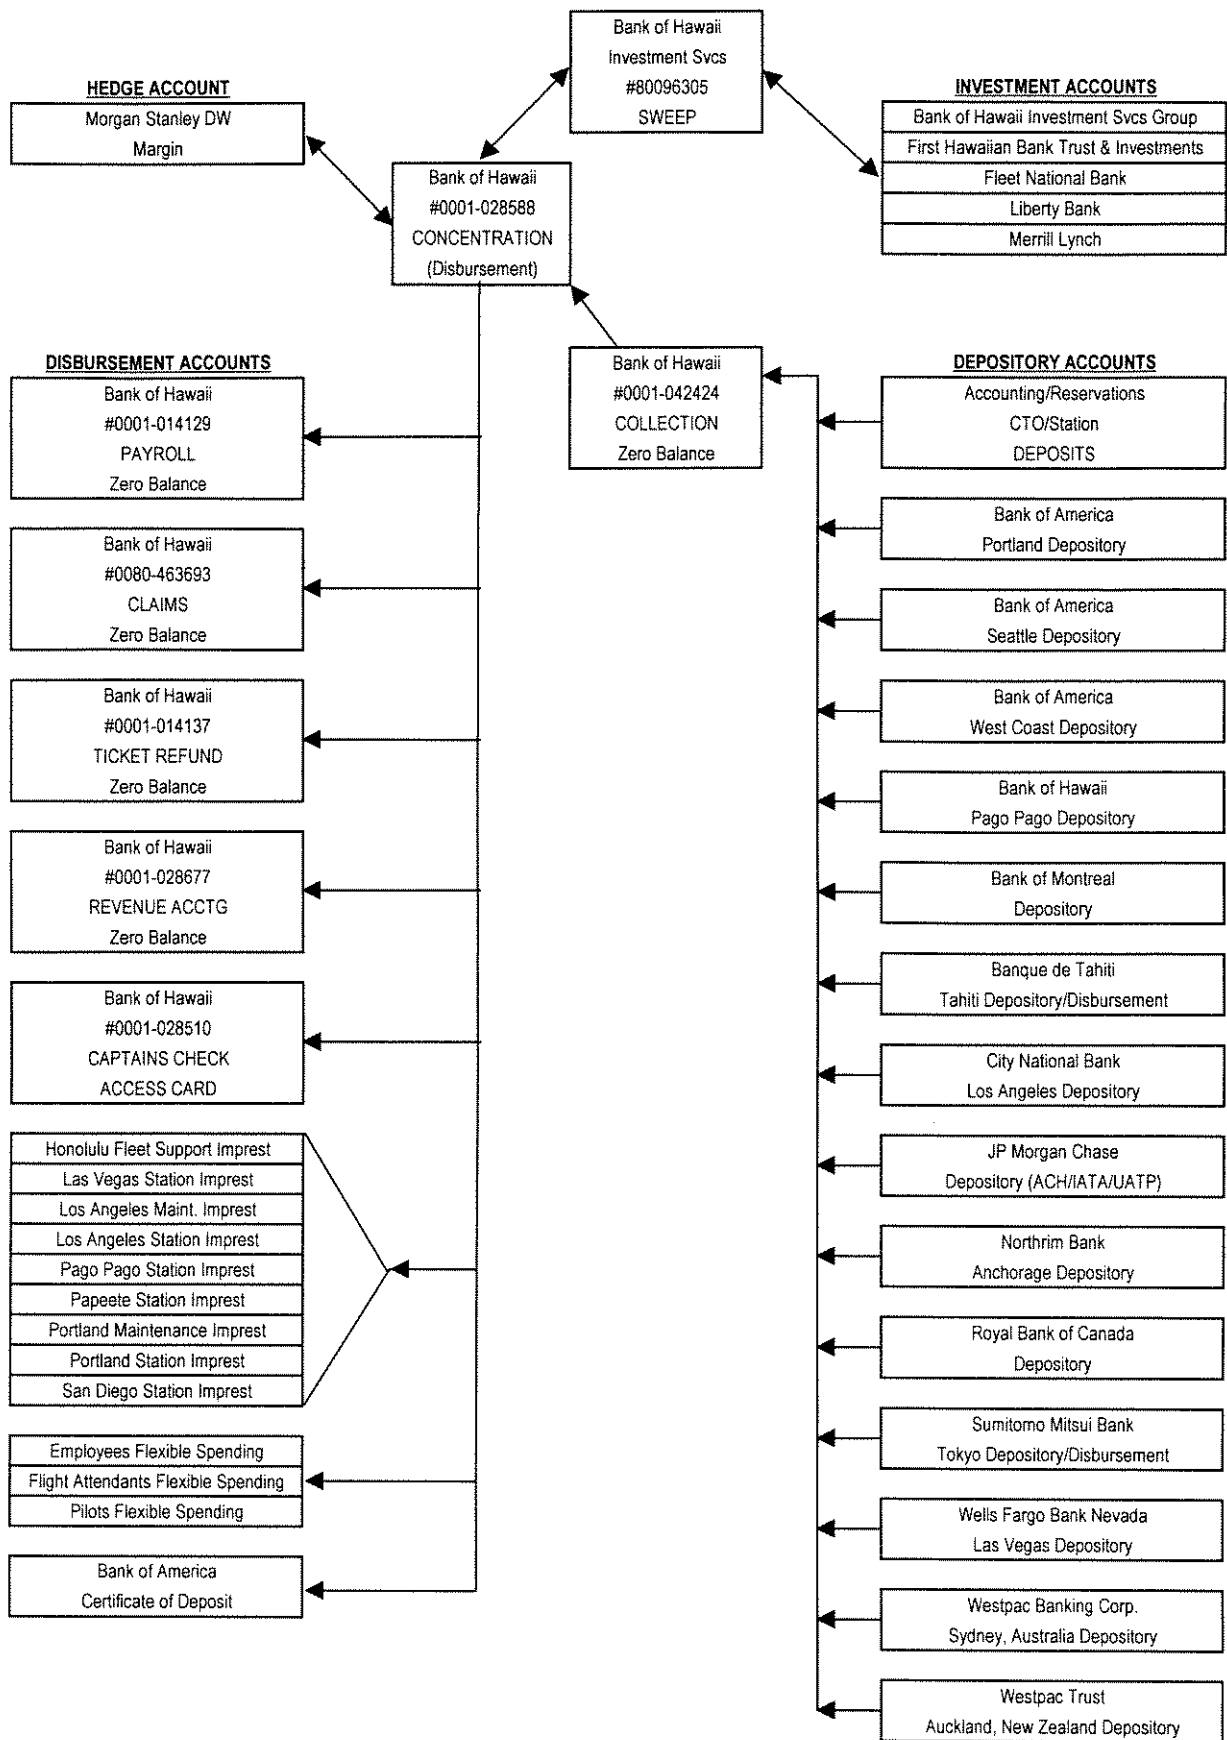 Bank of Hawaii
Investment Svcs
#80096305
SWEEP
HEDGE ACCOUNT
Morgan Stanley DW
Margin
INVESTMENT ACCOUNTS
Bank of Hawaii Investment Svcs Group
First Hawaiian Bank Trust & Investments
Fleet National Bank
Liberty Bank
Merrill Lynch
Bank of Hawaii
#0001-028588
CONCENTRATION
(Disbursement)
DISBURSEMENT ACCOUNTS
Bank of Hawaii
#0001-014129
PAYROLL
Zero Balance
Bank of Hawaii
#0080-463693
CLAIMS
Zero Balance
Bank of Hawaii
#0001-014137
TICKET REFUND
Zero Balance
Bank of Hawaii
#0001-028677
REVENUE ACCTG
Zero Balance
Bank of Hawaii
#0001-028510
CAPTAINS CHECK
ACCESS CARD
Honolulu Fleet Support Imprest
Las Vegas Station Imprest
Los Angeles Maint. Imprest
Los Angeles Station Imprest
Pago Pago Station Imprest
Papeete Station Imprest
Portland Maintenance Imprest
Portland Station Imprest
San Diego Station Imprest
Employees Flexible Spending
Flight Attendants Flexible Spending
Pilots Flexible Spending
Bank of America
Certificate of Deposit
Bank of Hawaii
#0001-042424
COLLECTION
Zero Balance
DEPOSITORY ACCOUNTS
Accounting/Reservations
CTO/Station
DEPOSITS
Bank of America
Portland Depository
Bank of America
Seattle Depository
Bank of America
West Coast Depository
Bank of Hawaii
Pago Pago Depository
Bank of Montreal
Depository
Banque de Tahiti
Tahiti Depository/Disbursement
City National Bank
Los Angeles Depository
JP Morgan Chase
Depository (ACH/IATA/UATP)
Northrim Bank
Anchorage Depository
Royal Bank of Canada
Depository
Sumitomo Mitsui Bank
Tokyo Depository/Disbursement
Wells Fargo Bank Nevada
Las Vegas Depository
Westpac Banking Corp.
Sydney, Australia Depository
Westpac Trust
Auckland, New Zealand Depository